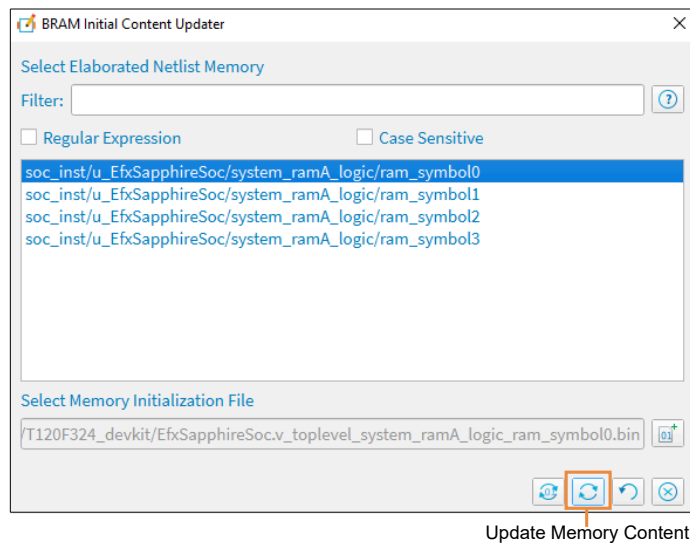 BRAM Initial Content Updater
Select Elaborated Netlist Memory
Filter:
Regular Expression Case Sensitive
soc_inst/u_EfxSapphireSoc/system_ramA_logic/ram_symbol0
soc_inst/u_EfxSapphireSoc/system_ramA_logic/ram_symbol1
soc_inst/u_EfxSapphireSoc/system_ramA_logic/ram_symbol2
soc_inst/u_EfxSapphireSoc/system_ramA_logic/ram_symbol3
Select Memory Initialization File
/T120F324_devkit/EfxSapphireSoc.v_toplevel_system_ramA_logic_ram_symbol0.bin
Update Memory Content